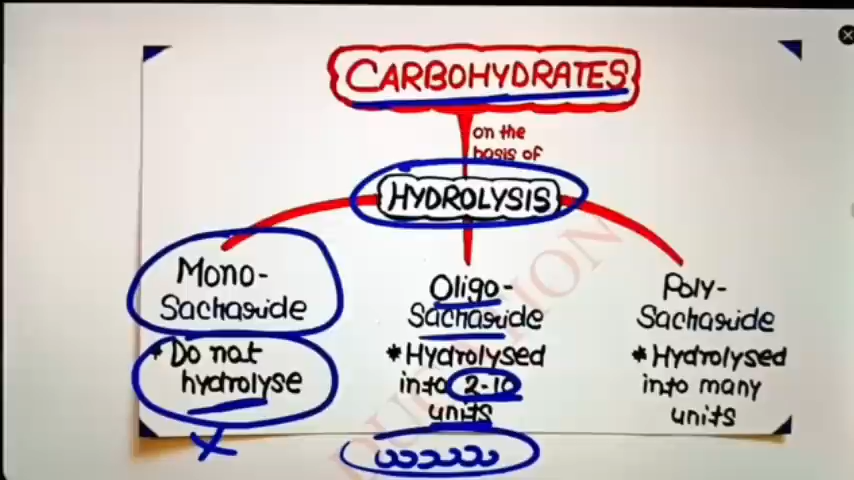 CARBOHYDRATES
on the
basis of
HYDROLYSIS
Mono-
Sacharide
* Do not
hydrolyse
Oligo-
Sacharide
* Hydrolysed
into 2-10
units
Poly-
Sacharide
* Hydrolysed
into many
units